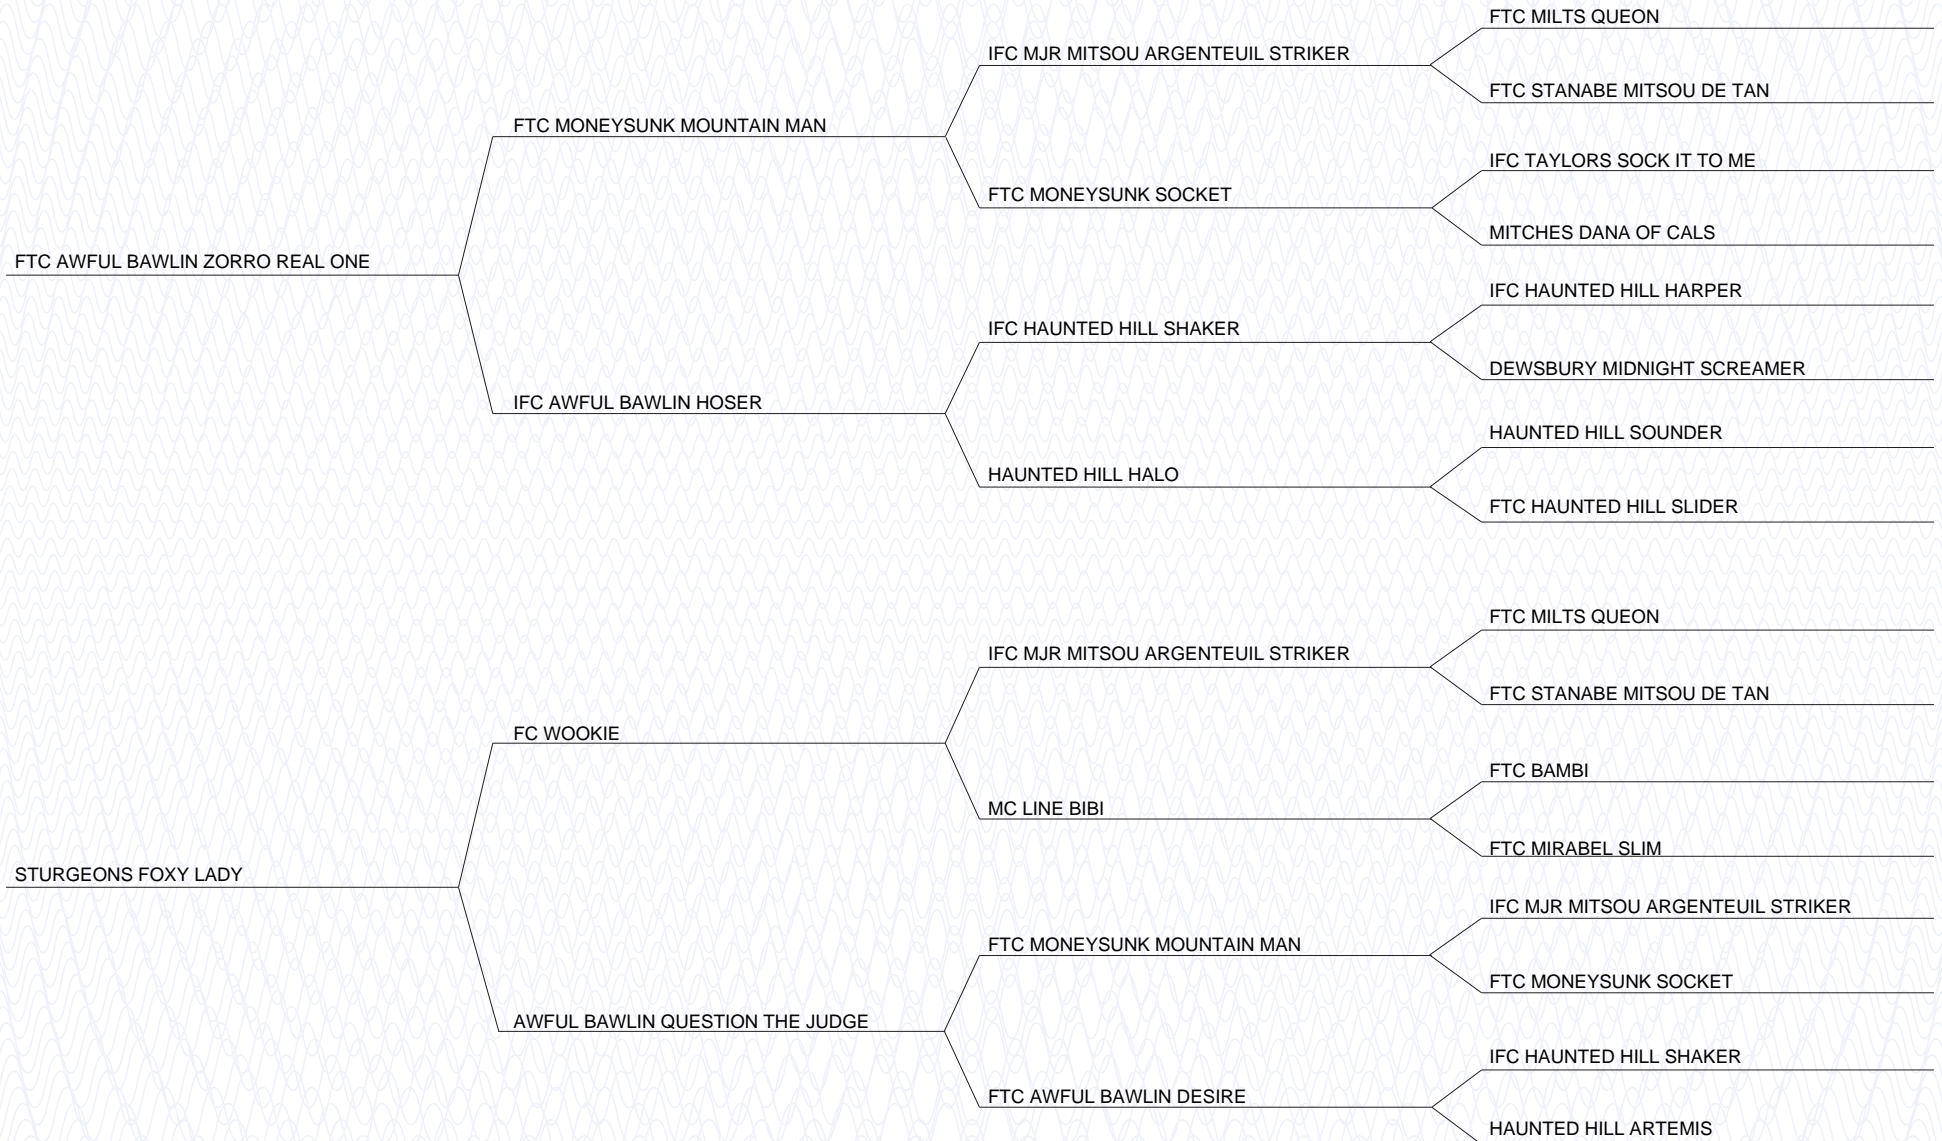 FTC MILTS QUEON
IFC MJR MITSOU ARGENTEUIL STRIKER
FTC STANABE MITSOU DE TAN
FTC MONEYSUNK MOUNTAIN MAN
IFC TAYLORS SOCK IT TO ME
FTC MONEYSUNK SOCKET
MITCHES DANA OF CALS
FTC AWFUL BAWLIN ZORRO REAL ONE
IFC HAUNTED HILL HARPER
IFC HAUNTED HILL SHAKER
DEWSBURY MIDNIGHT SCREAMER
IFC AWFUL BAWLIN HOSER
HAUNTED HILL SOUNDER
HAUNTED HILL HALO
FTC HAUNTED HILL SLIDER
FTC MILTS QUEON
IFC MJR MITSOU ARGENTEUIL STRIKER
FTC STANABE MITSOU DE TAN
FC WOOKIE
FTC BAMBI
MC LINE BIBI
FTC MIRABEL SLIM
STURGEONS FOXY LADY
IFC MJR MITSOU ARGENTEUIL STRIKER
FTC MONEYSUNK MOUNTAIN MAN
FTC MONEYSUNK SOCKET
AWFUL BAWLIN QUESTION THE JUDGE
IFC HAUNTED HILL SHAKER
FTC AWFUL BAWLIN DESIRE
HAUNTED HILL ARTEMIS